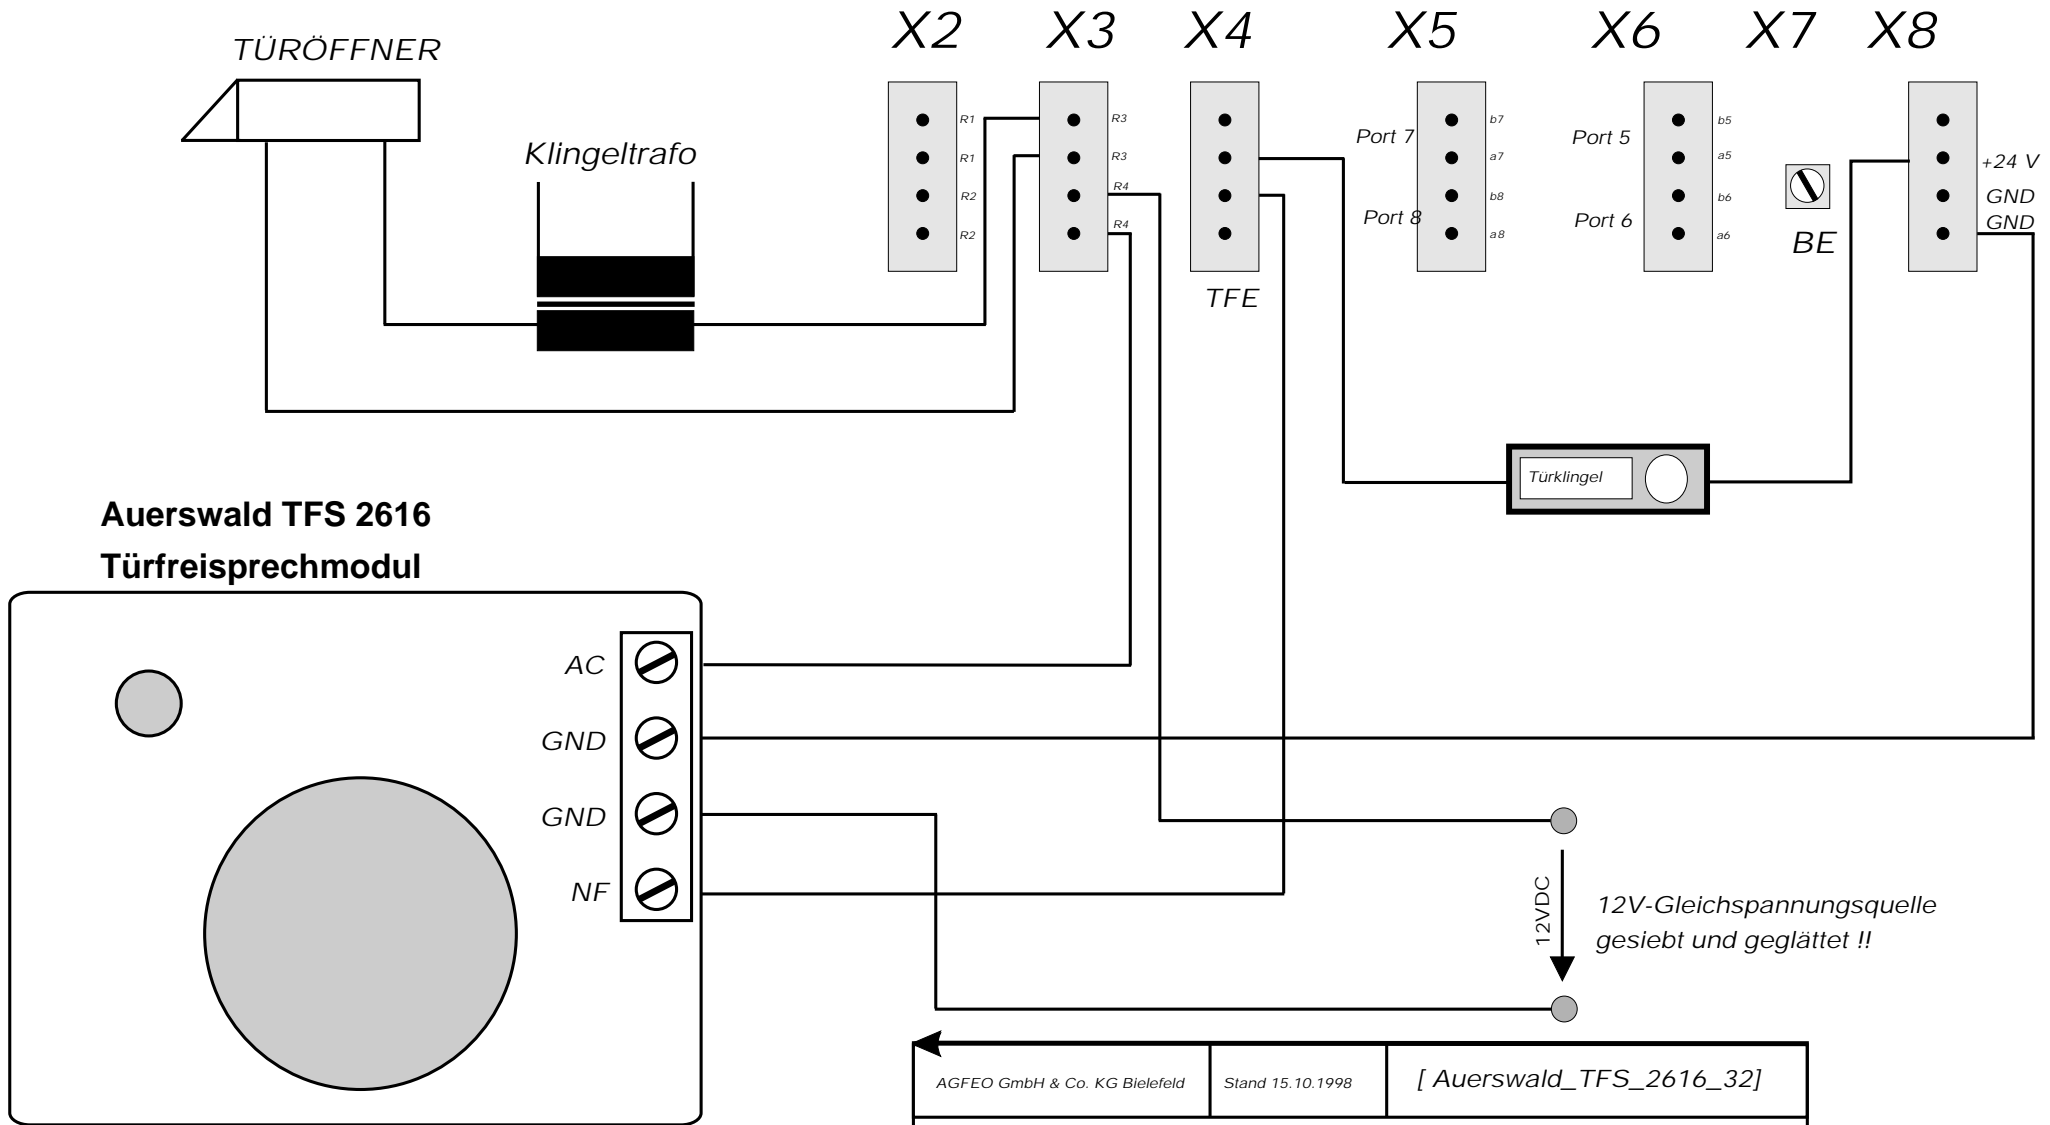 X2 X3 X4 X5 X6 X7 X8
TÜRÖFFNER
Klingeltrafo
R1
R1
R2
R2
R3
R3
R4
R4
TFE
Port 7
Port 8
b7
a7
b8
a8
Port 5
Port 6
b5
a5
b6
a6
BE
+24 V
GND
GND
Türklingel
Auerswald TFS 2616
Türfreisprechmodul
AC
GND
GND
NF
12VDC
12V-Gleichspannungsquelle
gesiebt und geglättet !!
AGFEO GmbH & Co. KG Bielefeld
Stand 15.10.1998
[ Auerswald_TFS_2616_32]